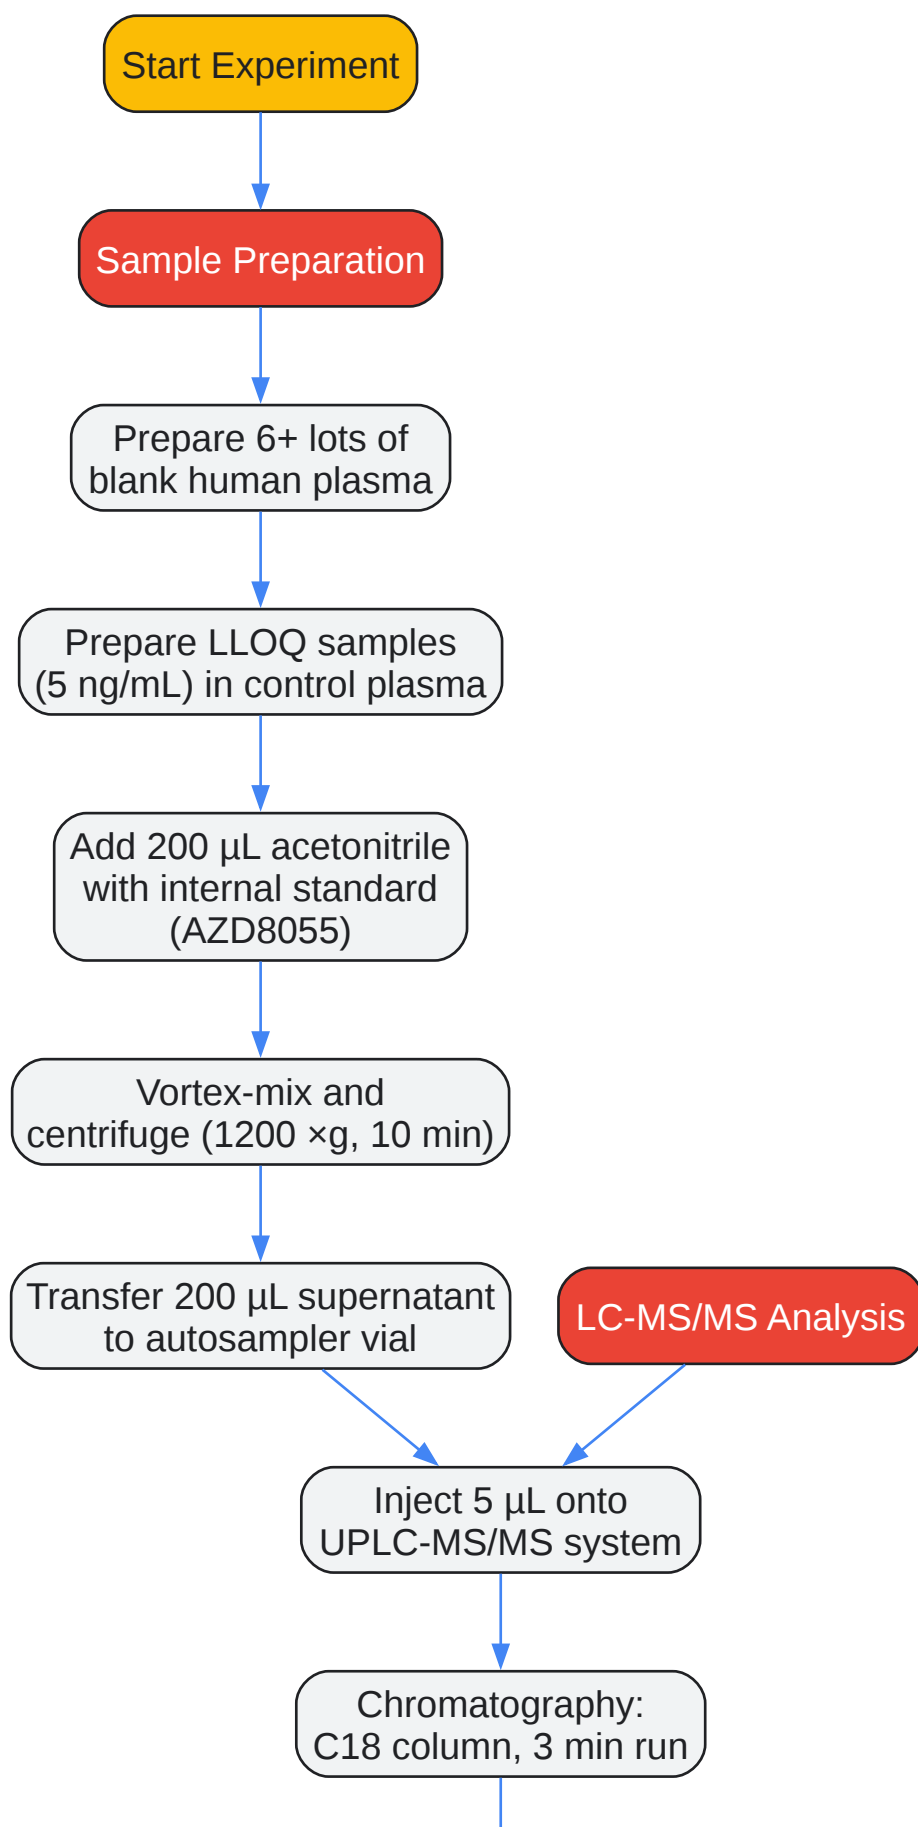 Start Experiment
Sample Preparation
Prepare 6+ lots of
blank human plasma
Prepare LLOQ samples
(5 ng/mL) in control plasma
Add 200 µL acetonitrile
with internal standard
(AZD8055)
Vortex-mix and
centrifuge (1200 ×g, 10 min)
Transfer 200 µL supernatant
to autosampler vial
LC-MS/MS Analysis
Inject 5 µL onto
UPLC-MS/MS system
Chromatography:
C18 column, 3 min run